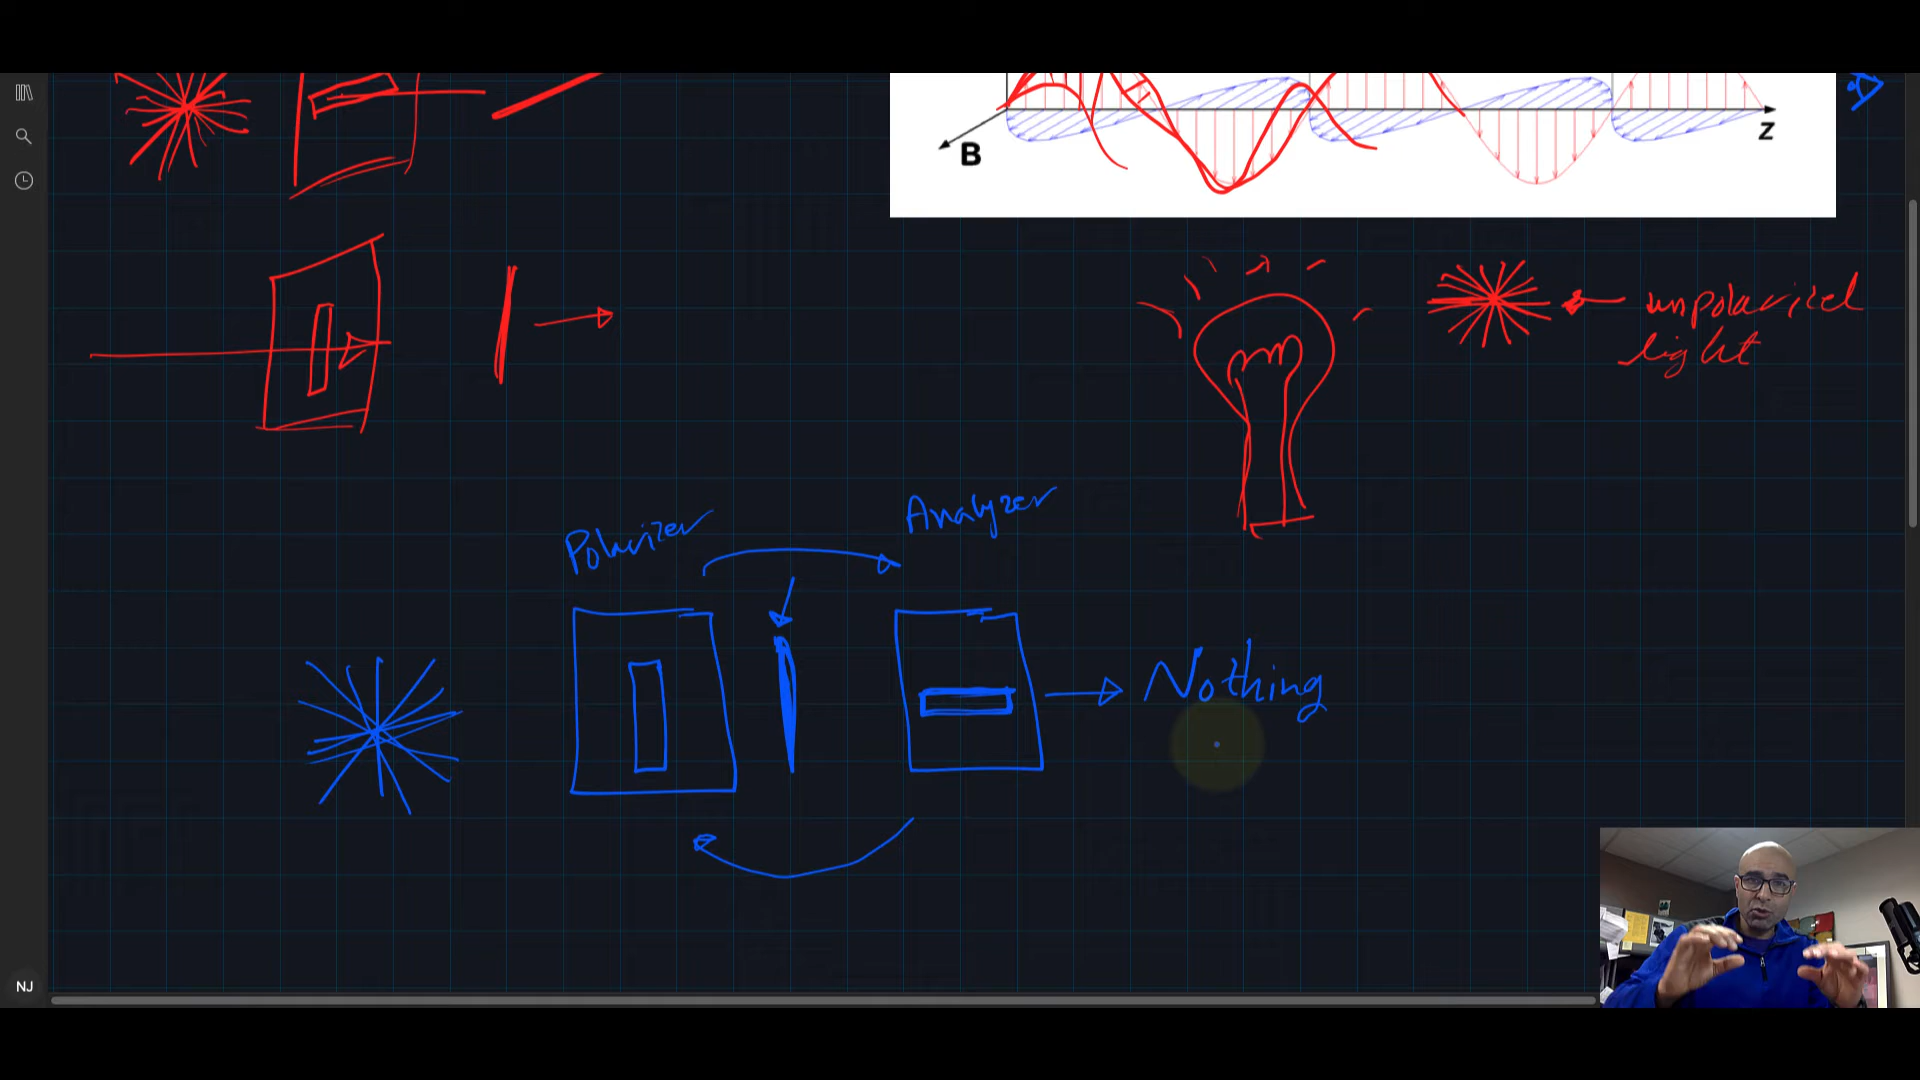 B
Z
unpolarized
light
Polarizer
Analyzer
Nothing
NJ